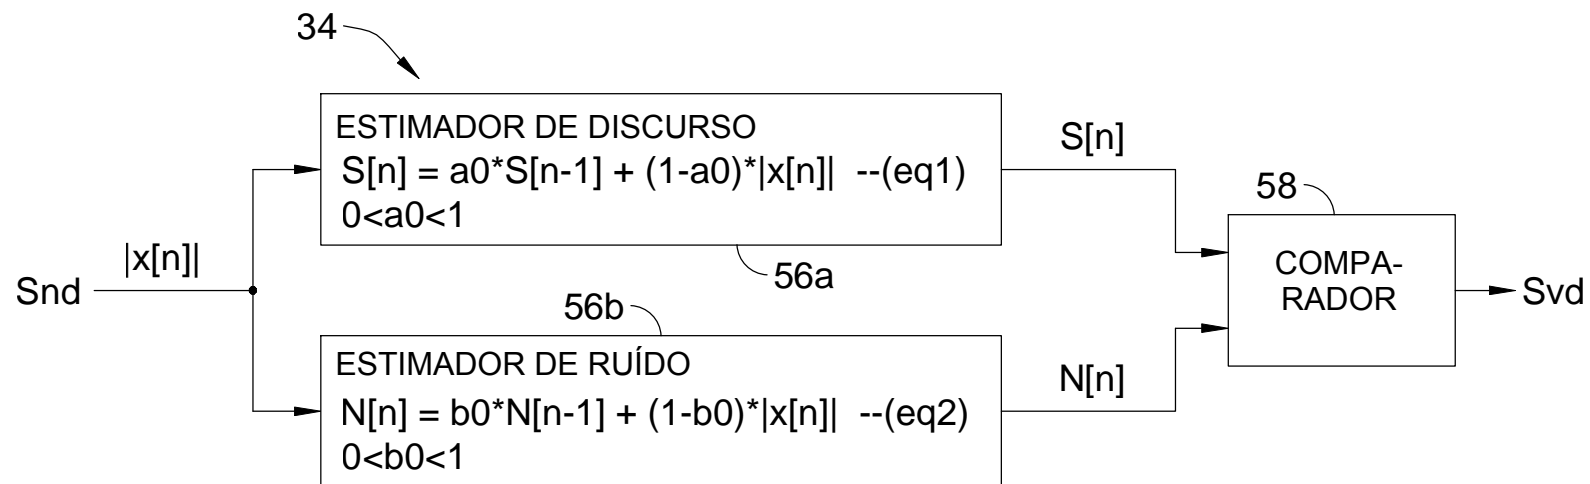 34
ESTIMADOR DE DISCURSO
S[n] = a0*S[n-1] + (1-a0)*|x[n]| --(eq1)
0<a0<1
S[n]
58
|x[n]|
56a
COMPA-
RADOR
Snd
Svd
56b
ESTIMADOR DE RUÍDO
N[n] = b0*N[n-1] + (1-b0)*|x[n]| --(eq2)
0<b0<1
N[n]